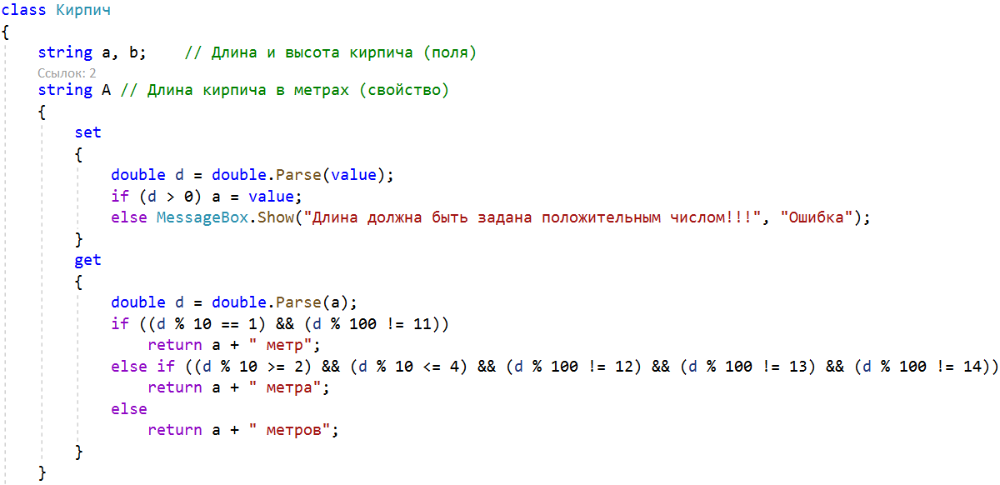 class Кирпич
{
string a, b;    // Длина и высота кирпича (поля)
Ссылок: 2
string A // Длина кирпича в метрах (свойство)
{
set
{
double d = double.Parse(value);
if (d > 0) a = value;
else MessageBox.Show("Длина должна быть задана положительным числом!!!", "Ошибка");
}
get
{
double d = double.Parse(a);
if ((d % 10 == 1) && (d % 100 != 11))
return a + " метр";
else if ((d % 10 >= 2) && (d % 10 <= 4) && (d % 100 != 12) && (d % 100 != 13) && (d % 100 != 14))
return a + " метра";
else
return a + " метров";
}
}